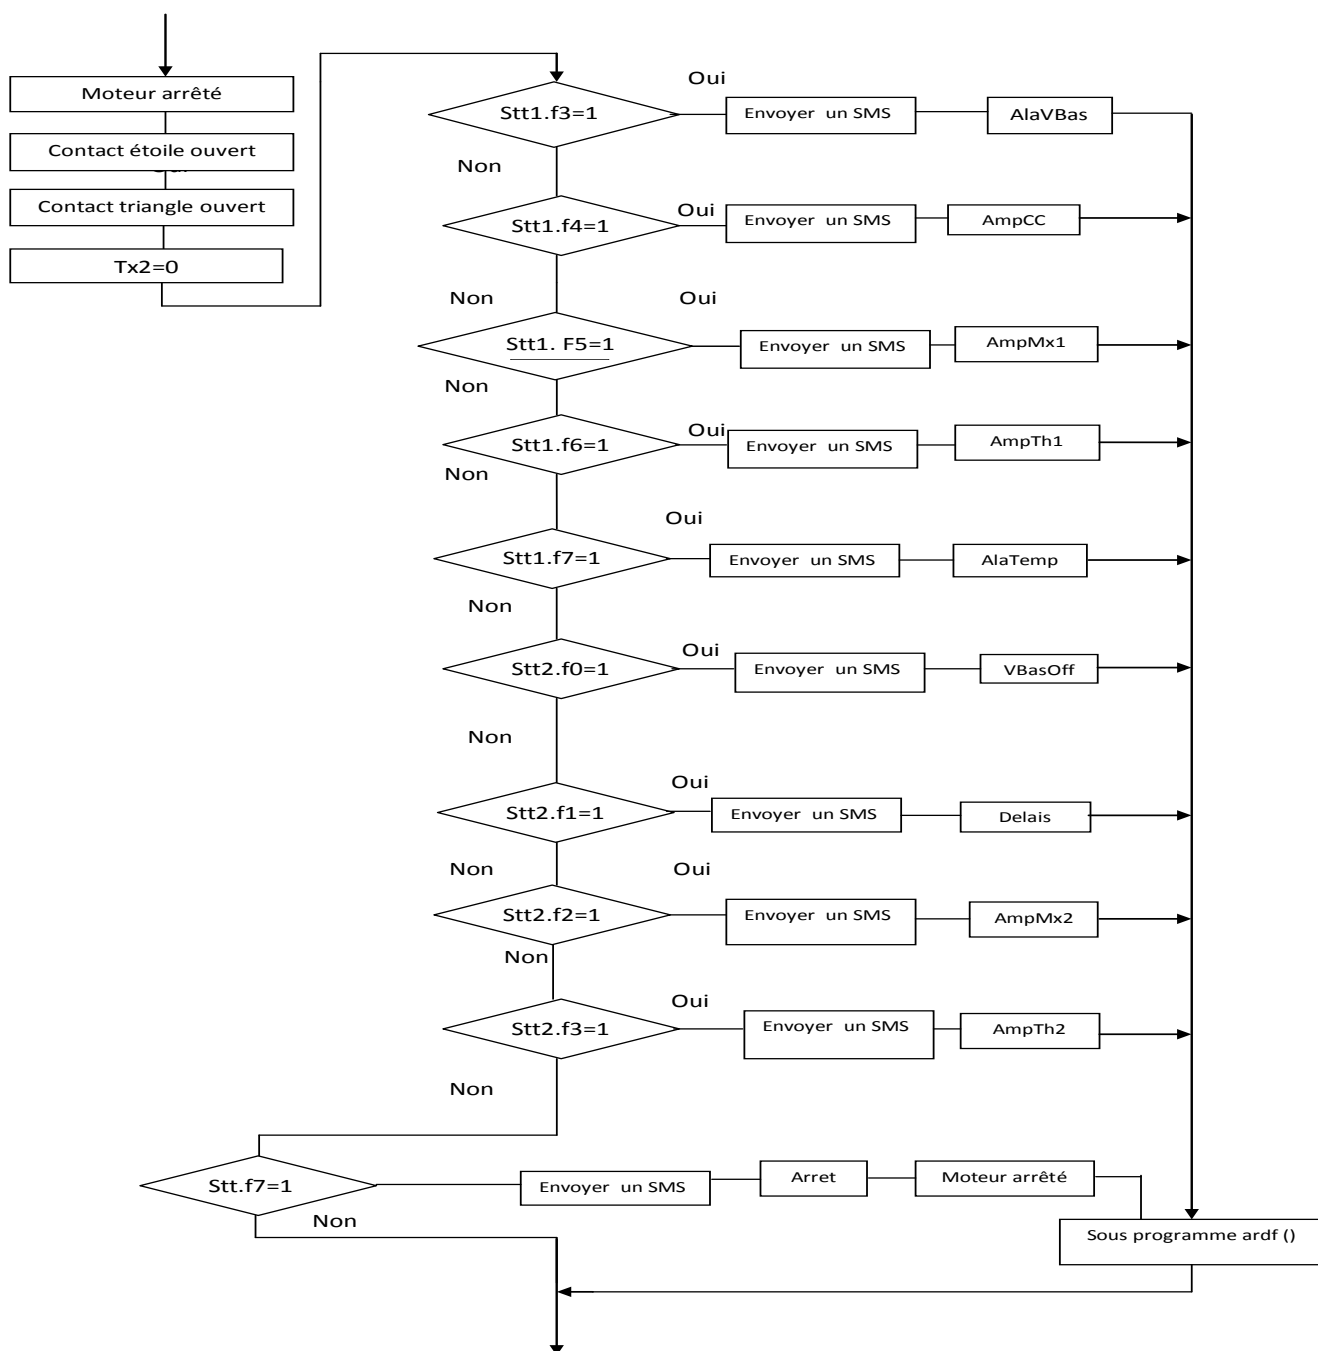 Moteur arrêté
Contact étoile ouvert
Contact triangle ouvert
Tx2=0
Stt1.f3=1
Oui
Envoyer un SMS
AlaVBas
Non
Stt1.f4=1
Oui
Envoyer un SMS
AmpCC
Non
Stt1. F5=1
Oui
Envoyer un SMS
AmpMx1
Non
Stt1.f6=1
Oui
Envoyer un SMS
AmpTh1
Non
Stt1.f7=1
Oui
Envoyer un SMS
AlaTemp
Non
Stt2.f0=1
Oui
Envoyer un SMS
VBasOff
Non
Stt2.f1=1
Oui
Envoyer un SMS
Delais
Non
Stt2.f2=1
Oui
Envoyer un SMS
AmpMx2
Non
Stt2.f3=1
Oui
Envoyer un SMS
AmpTh2
Non
Stt.f7=1
Envoyer un SMS
Arret
Moteur arrêté
Non
Sous programme ardf ()